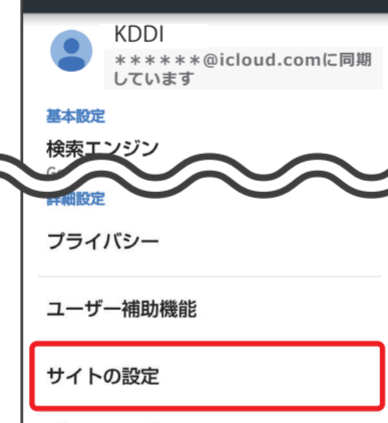 KDDI
******@icloud.comに同期
しています
基本設定
検索エンジン
詳細設定
プライバシー
ユーザー補助機能
サイトの設定